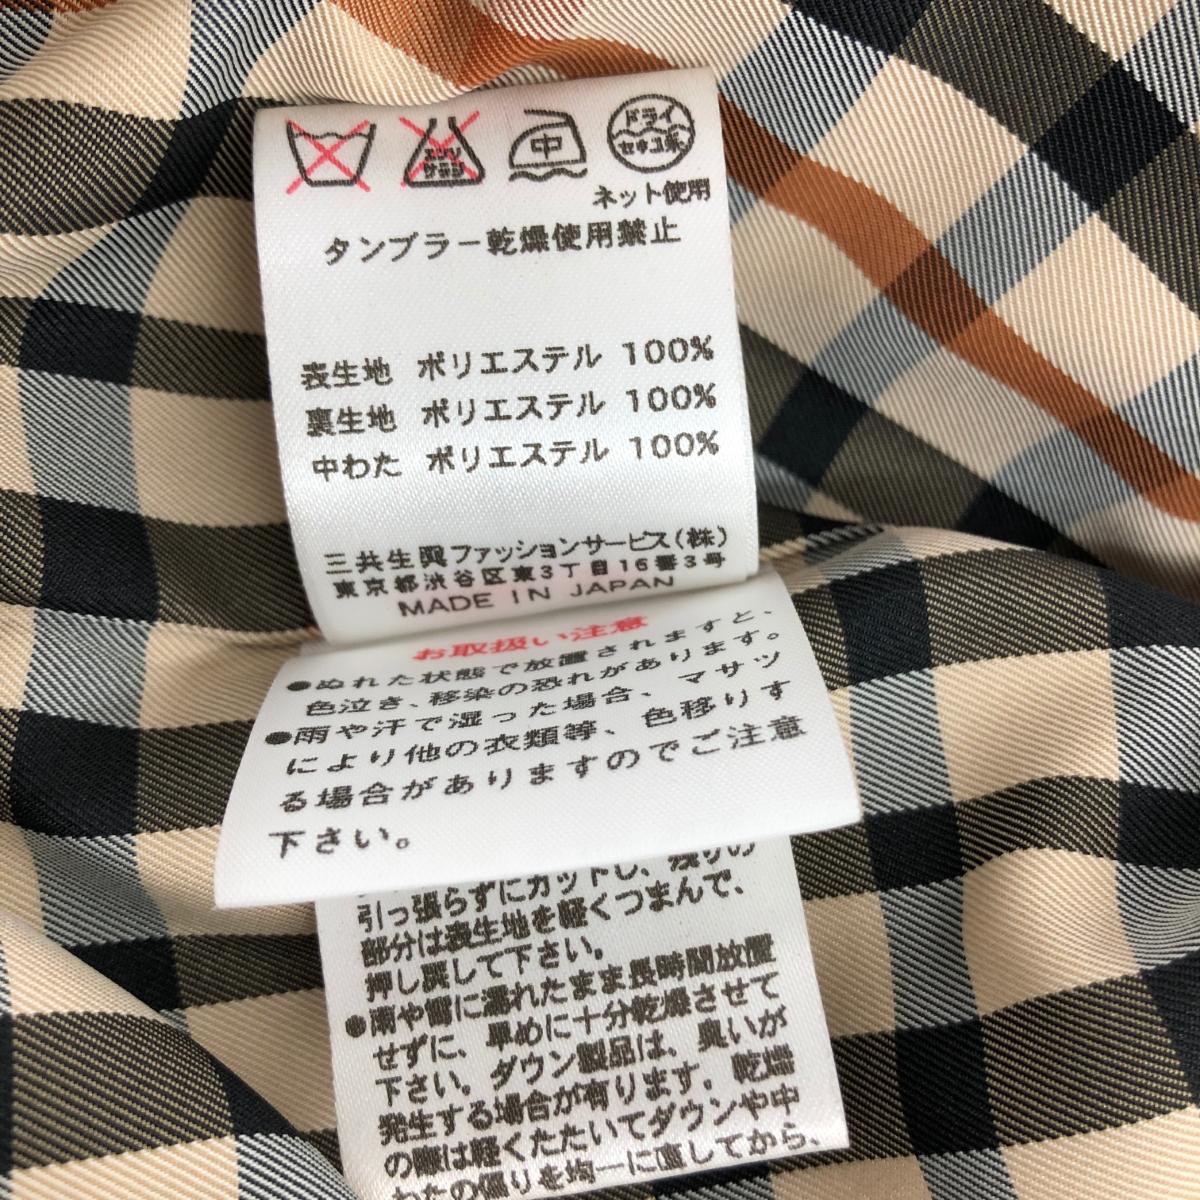 エンソ
サラシ
中
ドライ
セキユ系
ネット使用
タンブラー乾燥使用禁止
表生地 ポリエステル 100%
裏生地 ポリエステル 100%
中わた ポリエステル 100%
三共生興ファッションサービス(株)
東京都渋谷区東3丁目16番3号
MADE IN JAPAN
お取扱い注意
●ぬれた状態で放置されますと、
色泣き、移染の恐れがあります。
●雨や汗で湿った場合、マサツ
により他の衣類等、色移りす
る場合がありますのでご注意
下さい。
引っ張らずにカットし、残りの
部分は表生地を軽くつまんで、
押し戻して下さい。
●雨や雪に濡れたまま長時間放置
せずに、早めに十分乾燥させて
下さい。ダウン製品は、臭いが
発生する場合が有ります。乾燥
の際は軽くたたいてダウンや中
わたの偏りを均一に直してから、